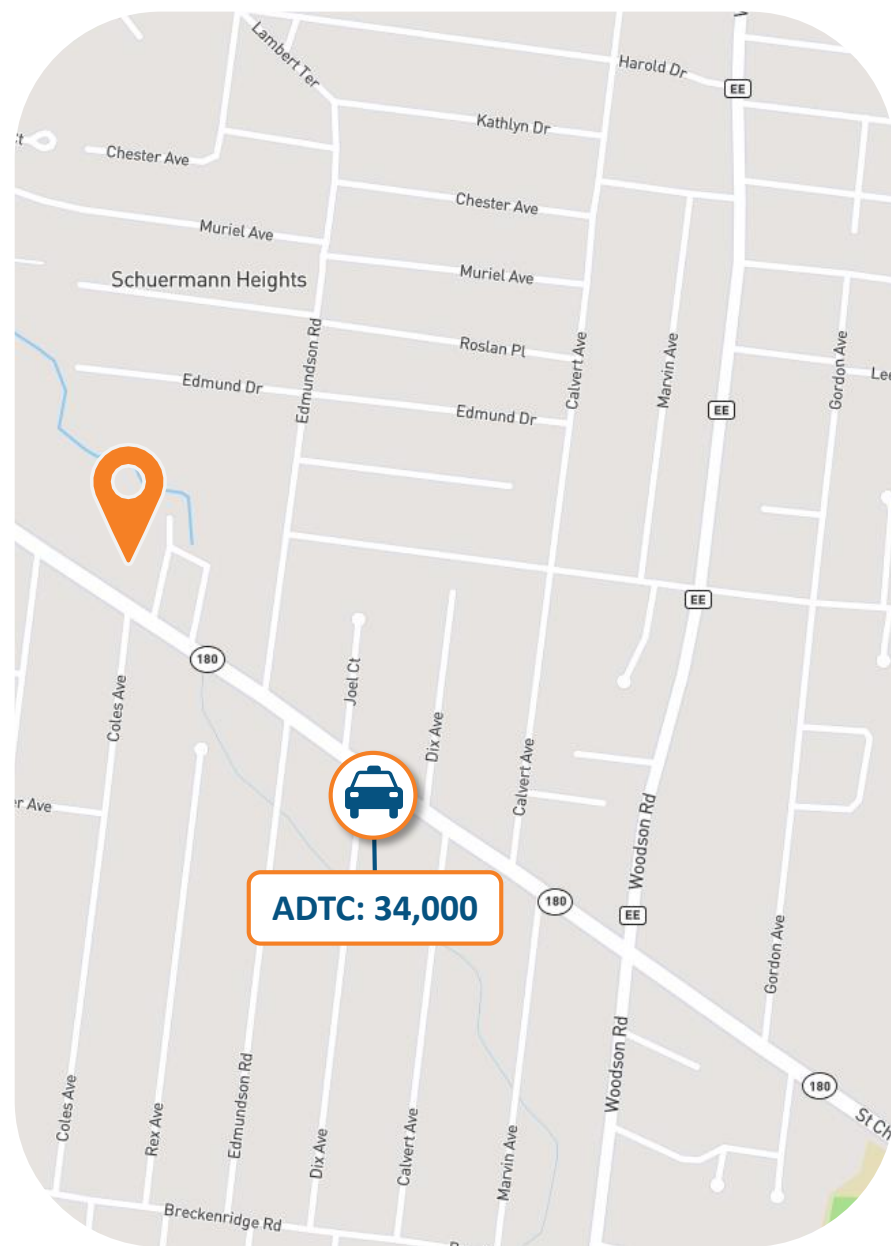 Lambert Ter
Harold Dr
EE
Kathlyn Dr
Chester Ave
Chester Ave
Muriel Ave
Muriel Ave
Schuermann Heights
Edmundson Rd
Roslan Pl
Calvert Ave
Marvin Ave
Gordon Ave
Edmund Dr
Edmund Dr
EE
EE
180
Coles Ave
Joel Ct
Dix Ave
Calvert Ave
Woodson Rd
ADTC: 34,000
180
EE
Gordon Ave
180
St Ch
Coles Ave
Rex Ave
Edmundson Rd
Dix Ave
Calvert Ave
Marvin Ave
Woodson Rd
Breckenridge Rd